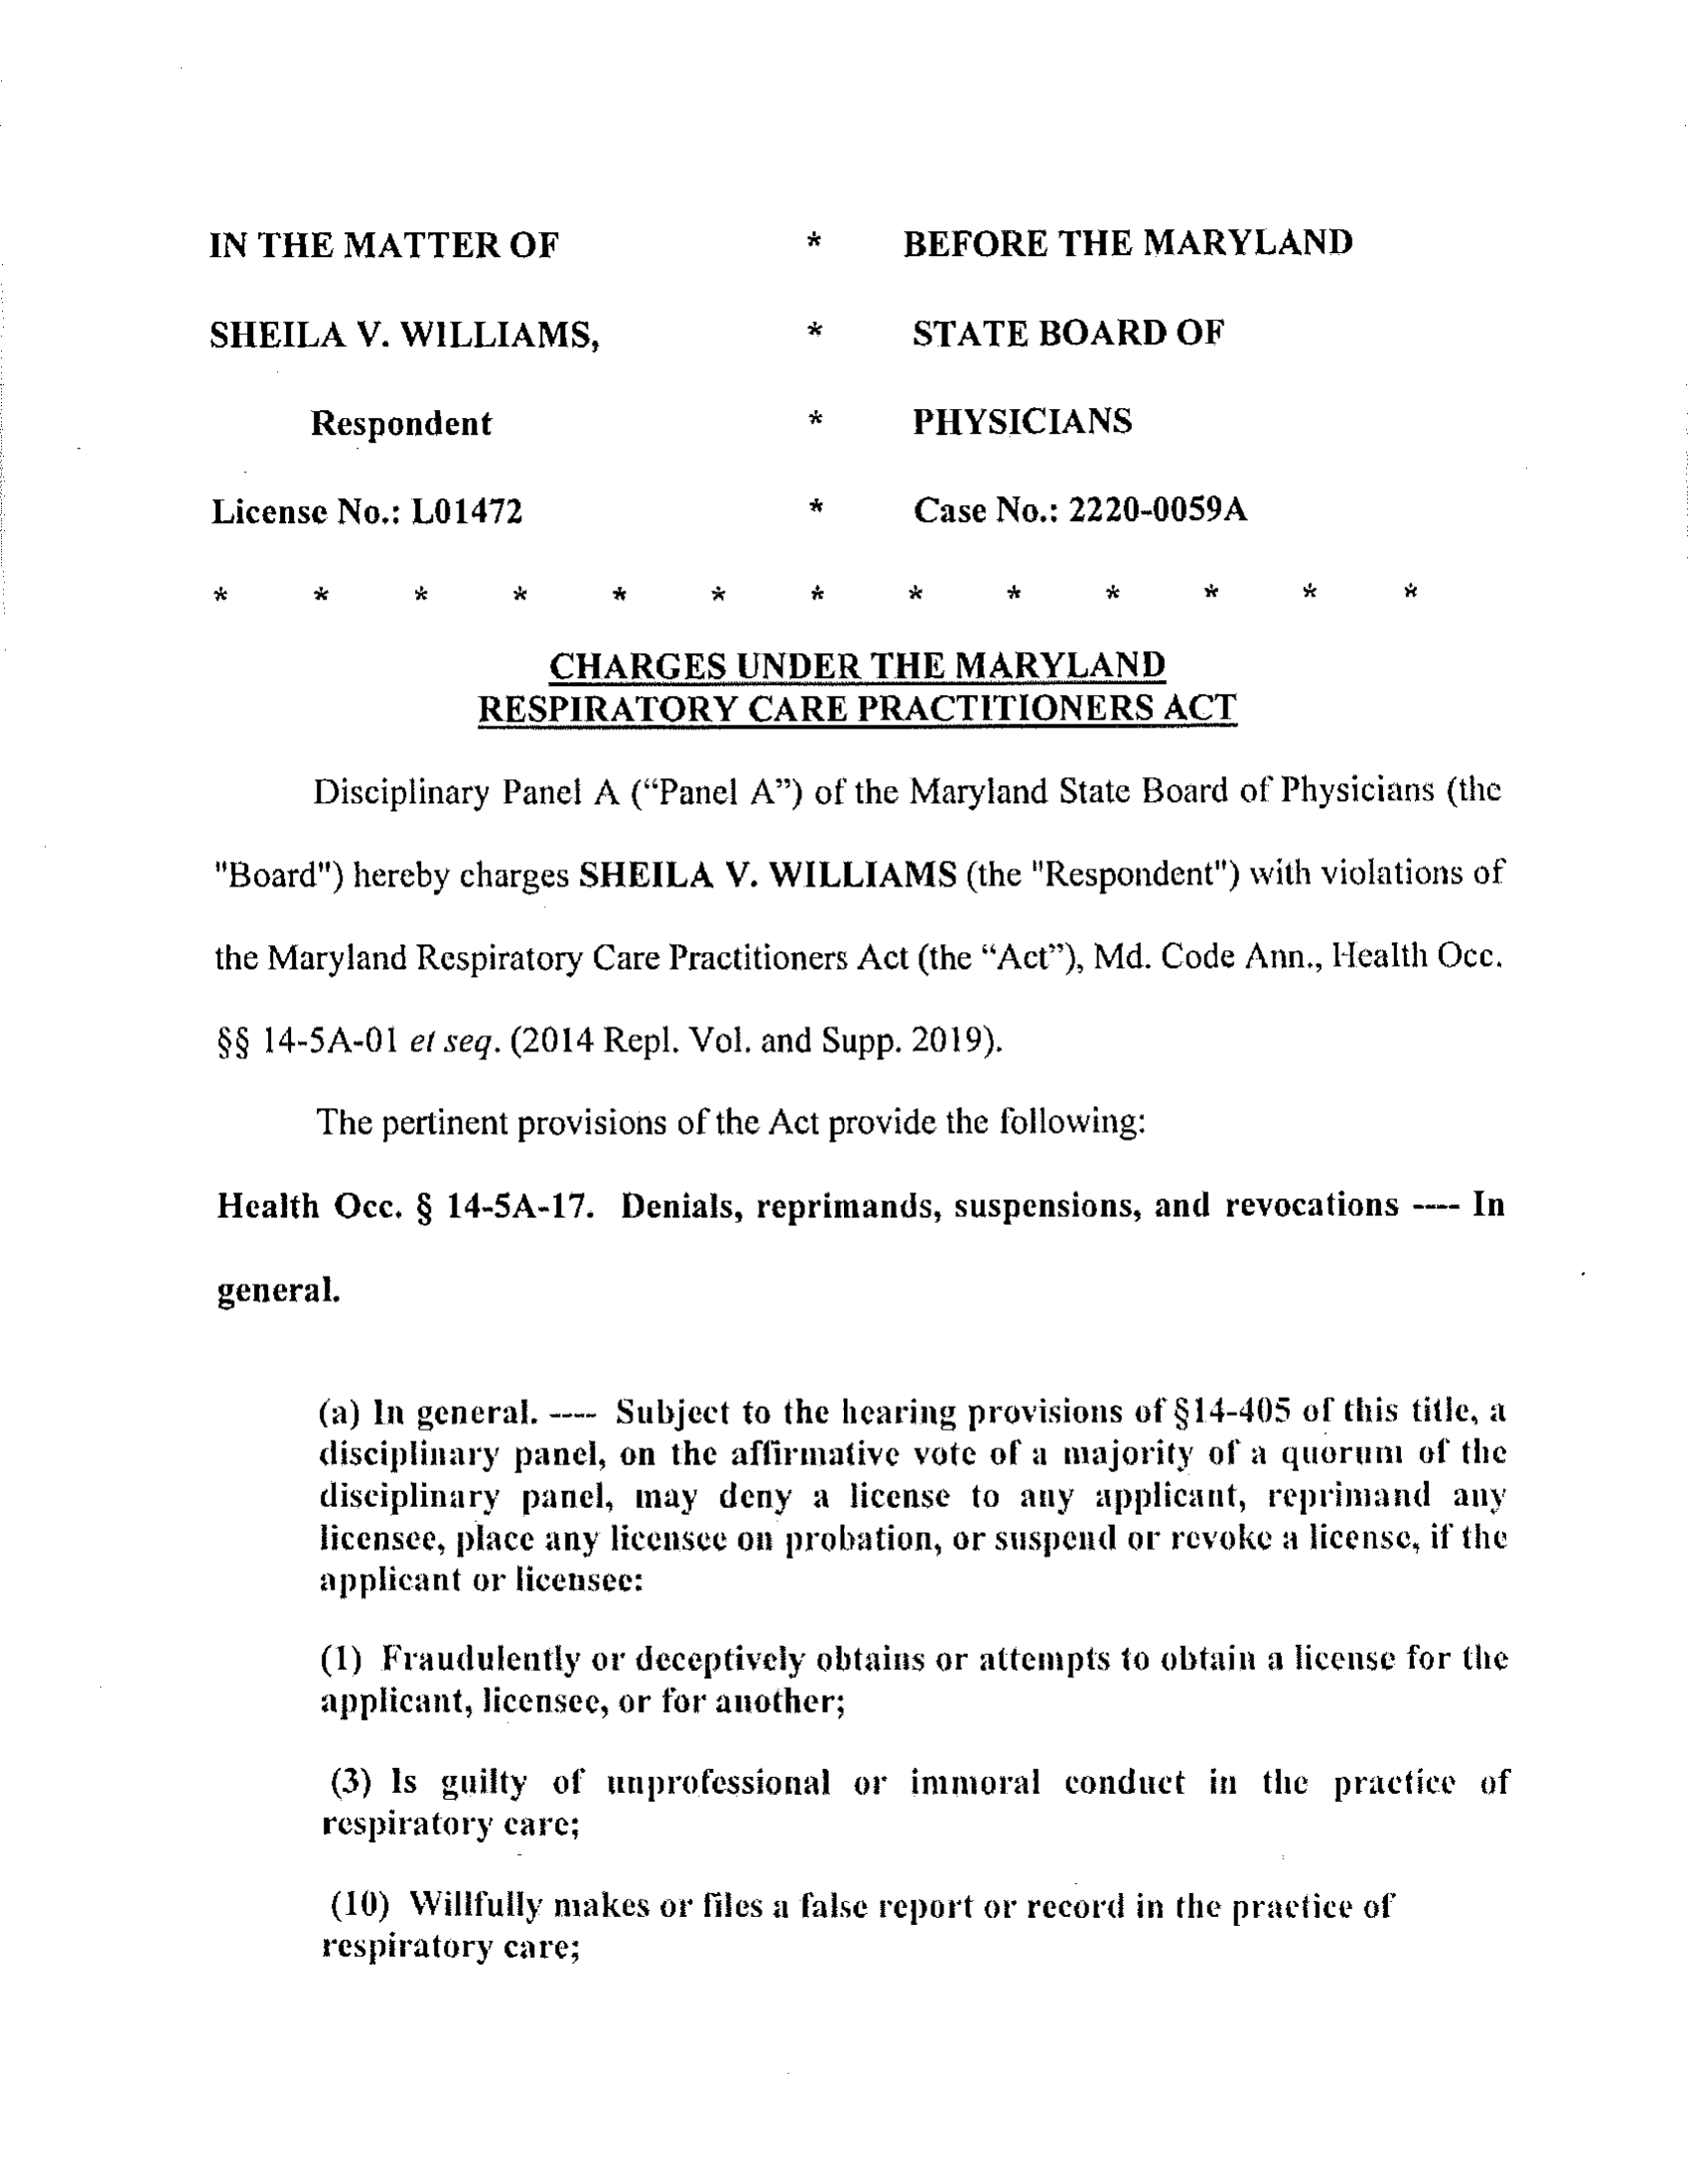 IN THE MATTER OF * BEFORE THE MARYLAND
SHEILA V. WILLIAMS, * STATE BOARD OF
Respondent * PHYSICIANS
License No.: L01472 * Case No.: 2220-0059A
* * * * * * * * * * * * *
CHARGES UNDER THE MARYLAND
RESPIRATORY CARE PRACTITIONERS ACT
Disciplinary Panel A (“Panel A”) of the Maryland State Board of Physicians (the
"Board") hereby charges SHEILA V. WILLIAMS (the "Respondent") with violations of
the Maryland Respiratory Care Practitioners Act (the “Act”), Md. Code Ann., Health Occ.
§§ 14-5A-01 et seq. (2014 Repl. Vol. and Supp. 2019).
The pertinent provisions of the Act provide the following:
Health Occ. § 14-5A-17. Denials, reprimands, suspensions, and revocations ---- In
general.
(a) In general. ---- Subject to the hearing provisions of §14-405 of this title, a
disciplinary panel, on the affirmative vote of a majority of a quorum of the
disciplinary panel, may deny a license to any applicant, reprimand any
licensee, place any licensee on probation, or suspend or revoke a license, if the
applicant or licensee:
(1) Fraudulently or deceptively obtains or attempts to obtain a license for the
applicant, licensee, or for another;
(3) Is guilty of unprofessional or immoral conduct in the practice of
respiratory care;
(10) Willfully makes or files a false report or record in the practice of
respiratory care;